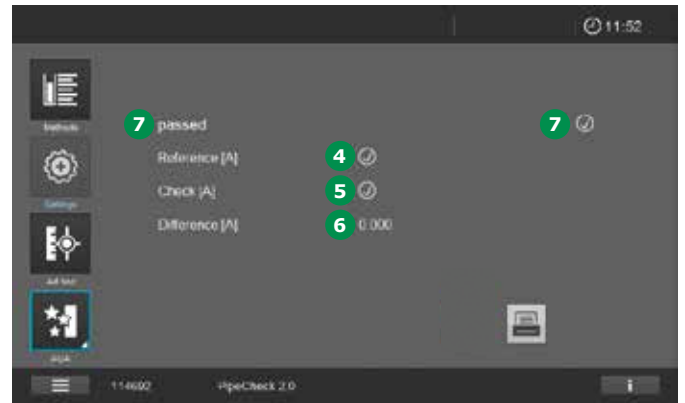 11:52
Methods
7 passed 7
Reference [A] 4
Settings
Check [A] 5
Difference [A] 6 0.000
AQA
114692 PipeCheck 2.0
i